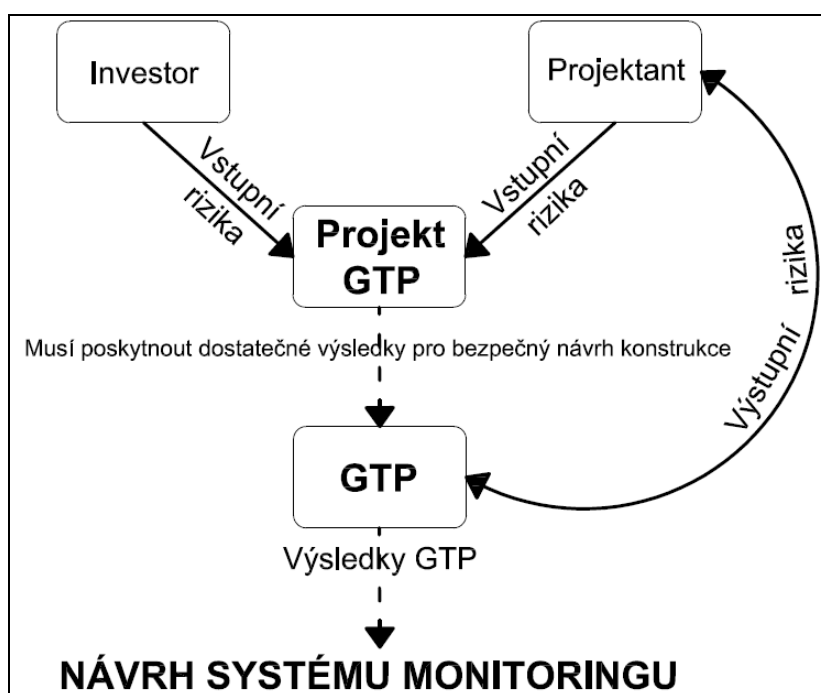 Investor
Projektant
Vstupní
rizika
Vstupní
rizika
Projekt
GTP
Musí poskytnout dostatečné výsledky pro bezpečný návrh konstrukce
Výstupní rizika
GTP
Výsledky GTP
NÁVRH SYSTÉMU MONITORINGU